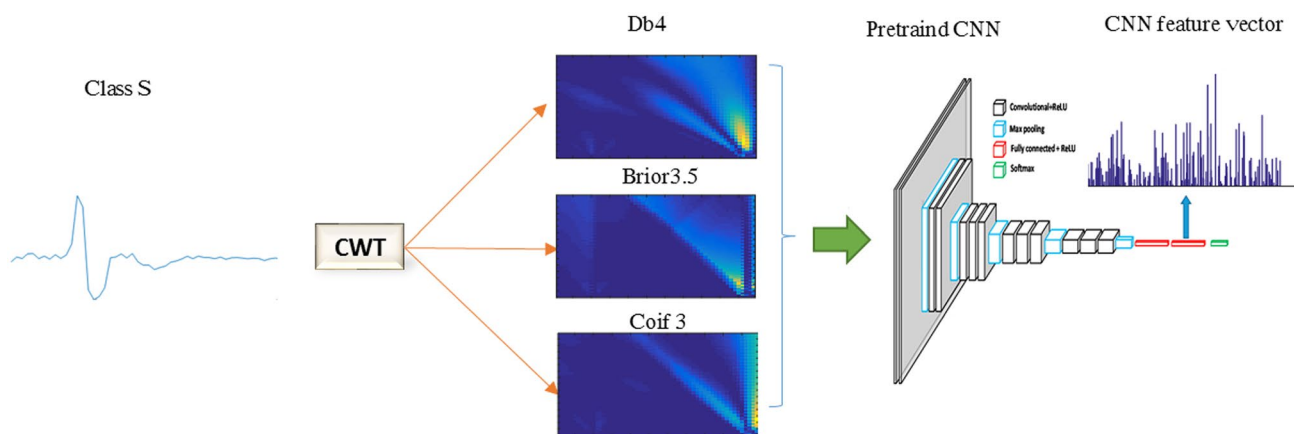 Class S
CWT
Db4
Brior3.5
Coif 3
Pretraind CNN
Convolutional+ReLU
Max pooling
Fully connected + ReLU
Softmax
CNN feature vector